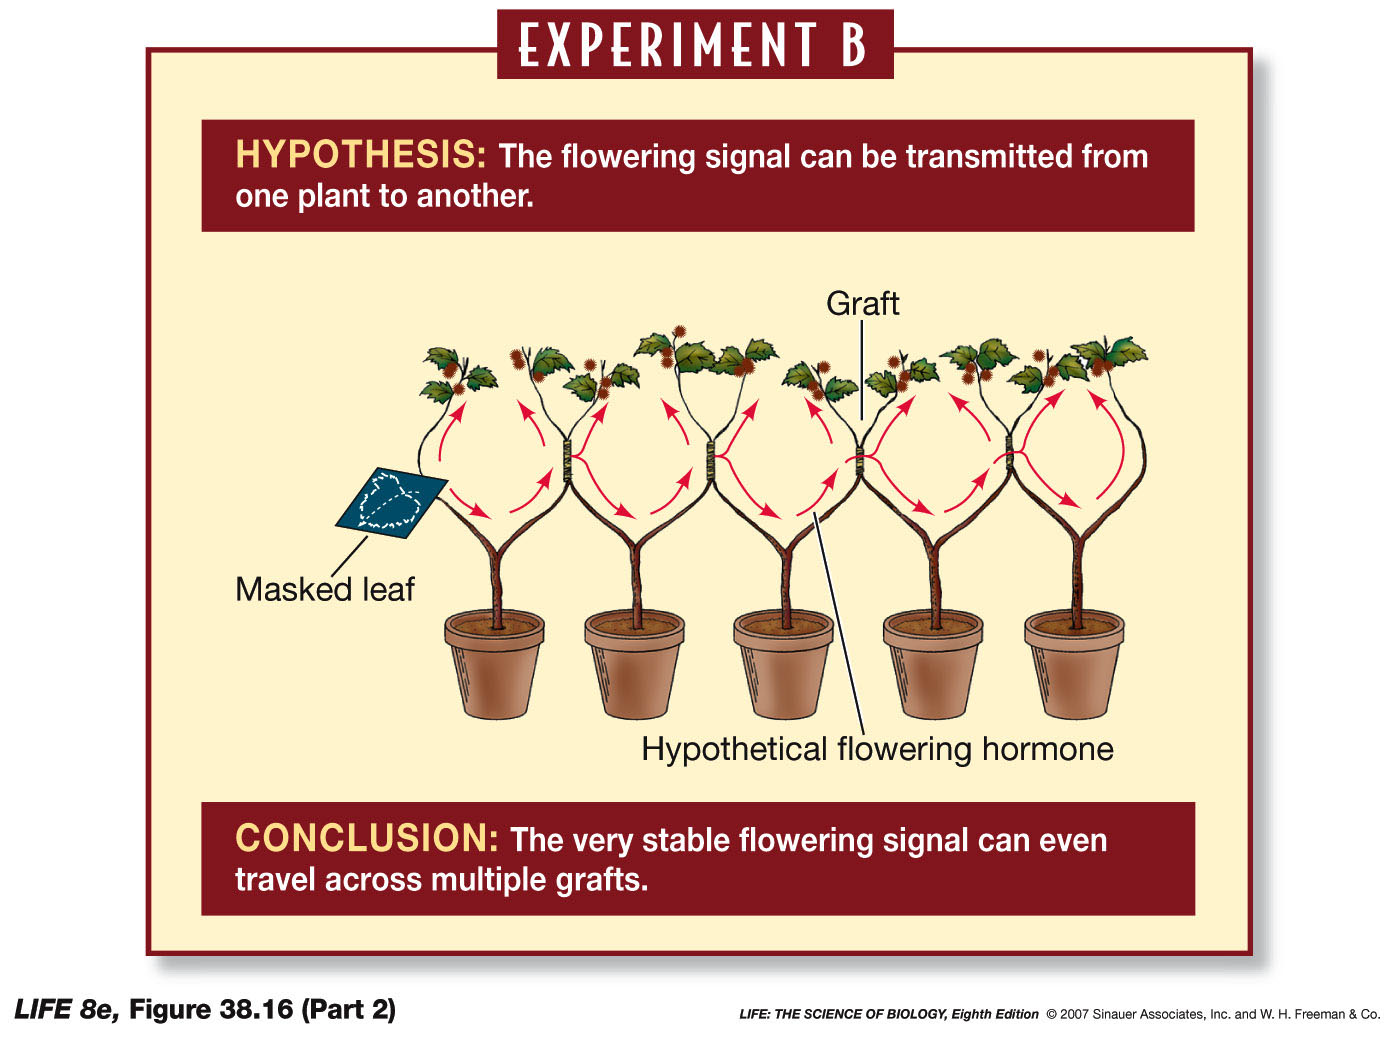 EXPERIMENT B
HYPOTHESIS: The flowering signal can be transmitted from
one plant to another.
Graft
Masked leaf
Hypothetical flowering hormone
CONCLUSION: The very stable flowering signal can even
travel across multiple grafts.
LIFE 8e, Figure 38.16 (Part 2)
LIFE: THE SCIENCE OF BIOLOGY, Eighth Edition © 2007 Sinauer Associates, Inc. and W. H. Freeman & Co.